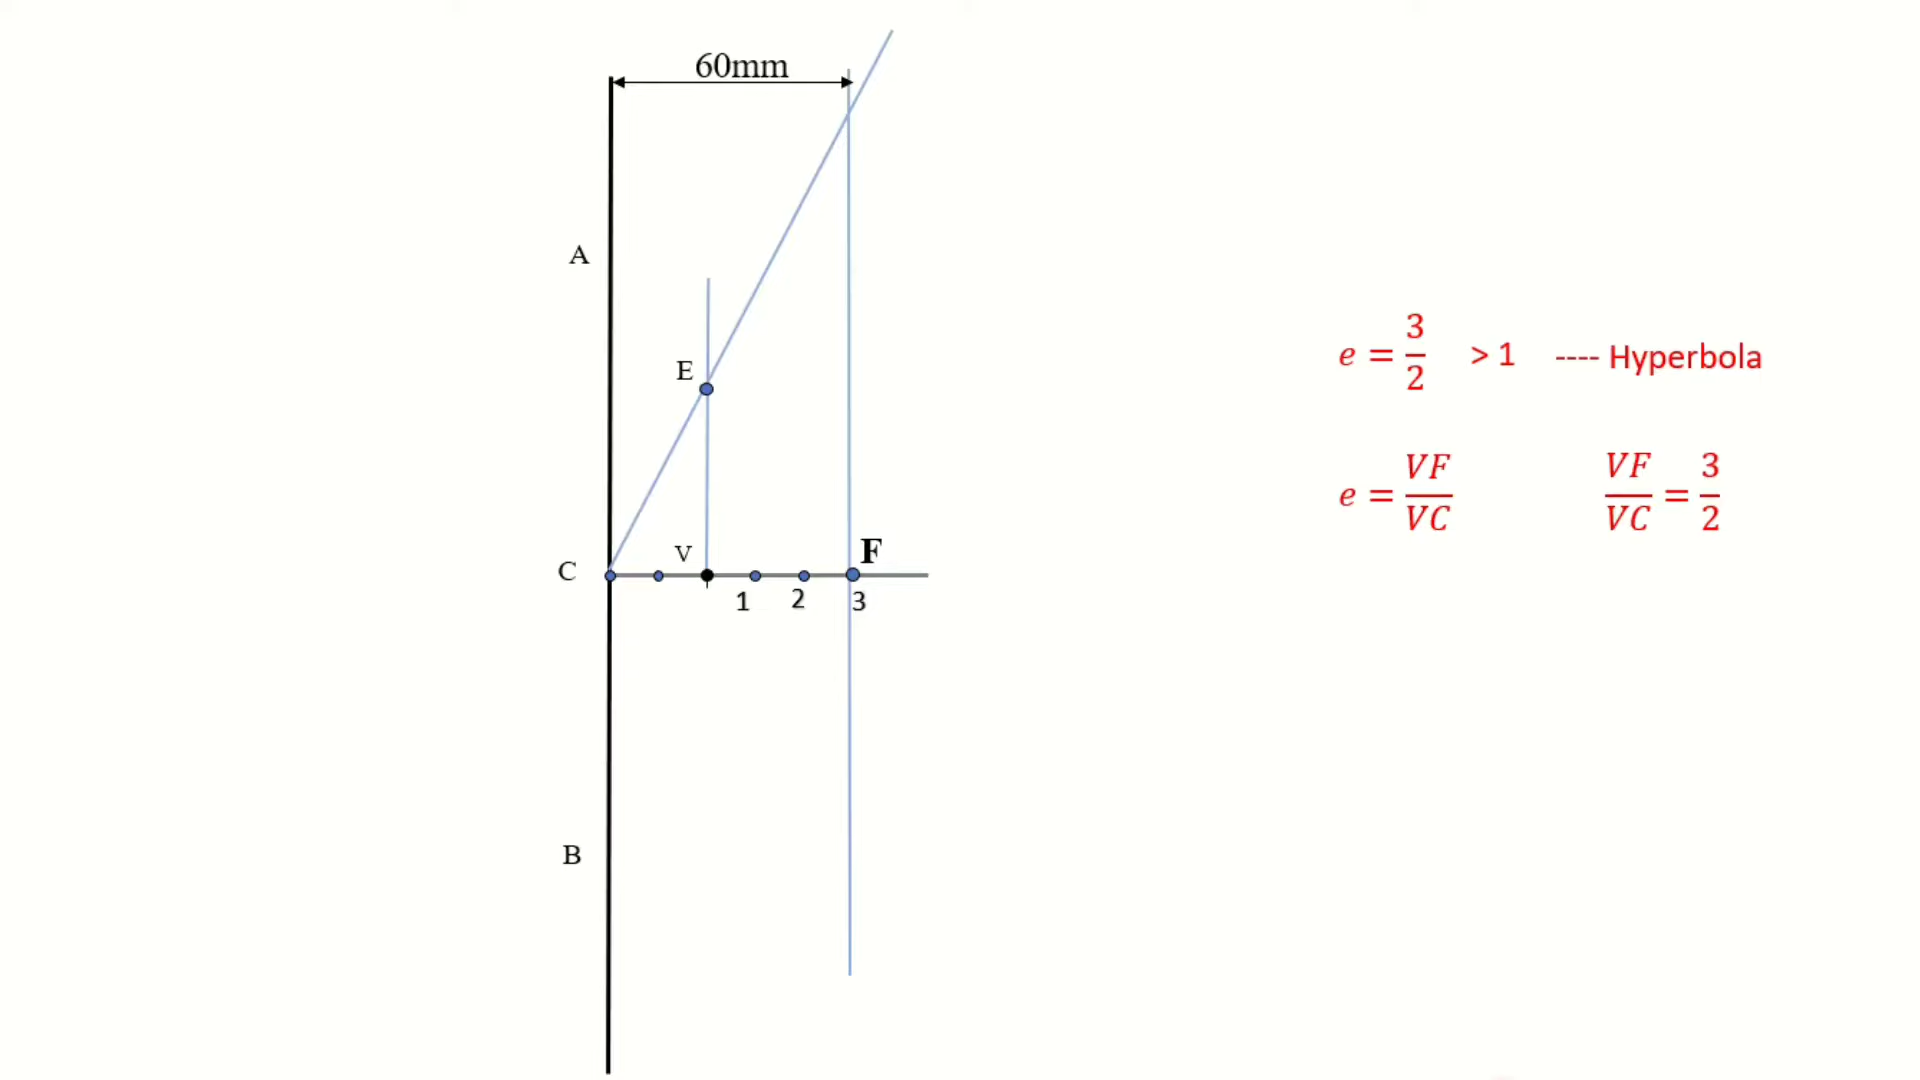 60mm
A
E
V
F
C
1 2 3
B
e = 3/2 > 1 ---- Hyperbola
e = VF/VC VF/VC = 3/2